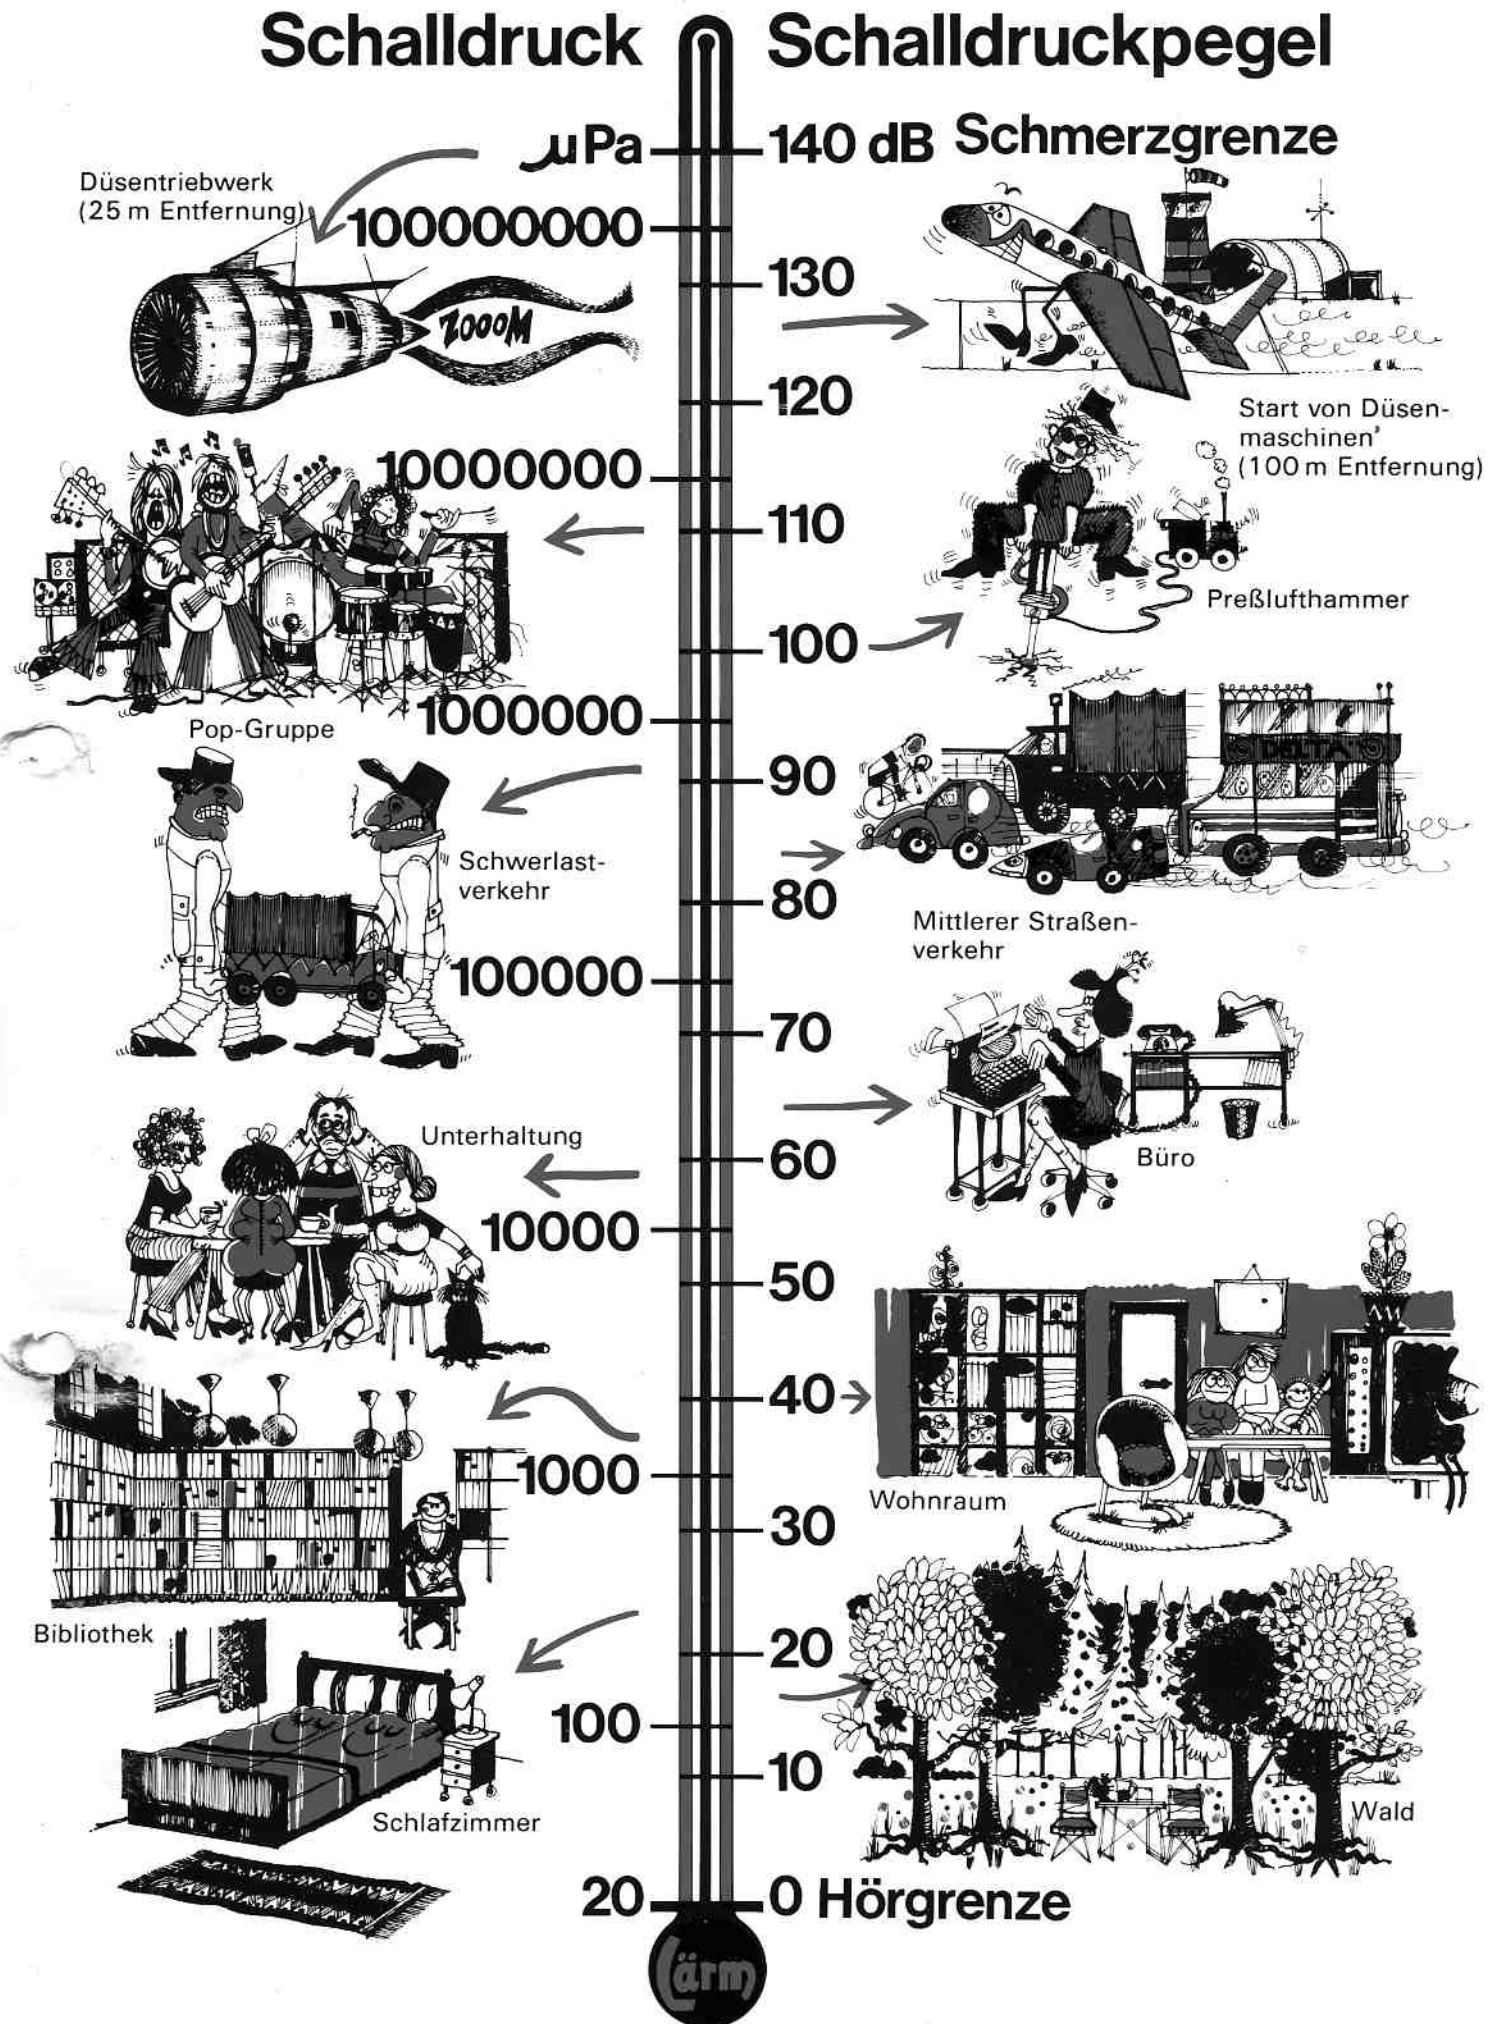 Schalldruck
Schalldruckpegel
µPa
140 dB Schmerzgrenze
Düsentriebwerk
(25 m Entfernung)
100000000
130
ZOOOM
120
Start von Düsen-
maschinen'
(100 m Entfernung)
10000000
110
Preßlufthammer
100
1000000
Pop-Gruppe
DELTA
90
Schwerlast-
verkehr
80
Mittlerer Straßen-
verkehr
100000
70
Unterhaltung
60
Büro
10000
50
40
1000
Wohnraum
30
Bibliothek
20
100
10
Schlafzimmer
Wald
20
0 Hörgrenze
Lärm